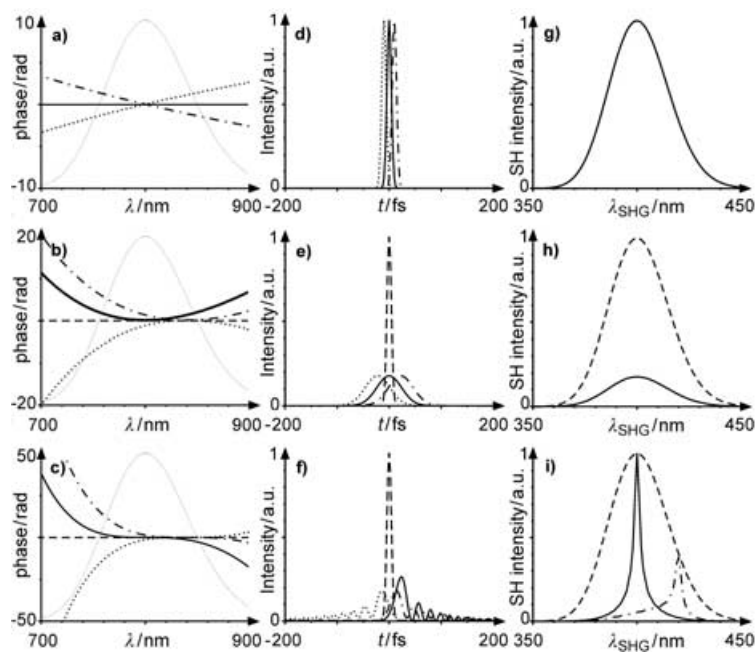 10
a)
phase/rad
-10
700
λ/nm
900
d)
1
Intensity/a.u.
0
-200
t/fs
200
g)
1
SH intensity/a.u.
0
350
λSHG/nm
450
20
b)
phase/rad
-20
700
λ/nm
900
e)
1
Intensity/a.u.
0
-200
t/fs
200
h)
1
SH intensity/a.u.
0
350
λSHG/nm
450
50
c)
phase/rad
-50
700
λ/nm
900
f)
1
Intensity/a.u.
0
-200
t/fs
200
i)
1
SH intensity/a.u.
0
350
λSHG/nm
450